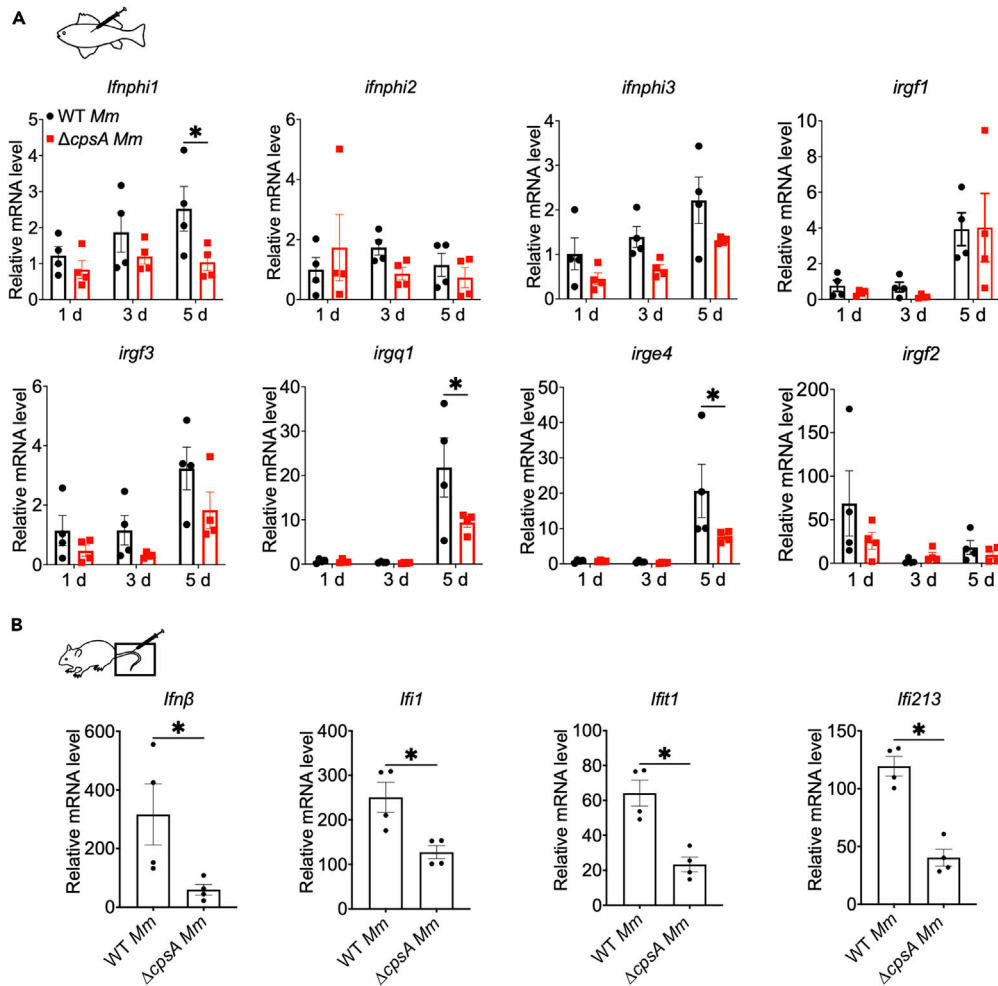 A
Ifnphi1
ifnphi2
ifnphi3
irgf1
Relative mRNA level
5
4
3
2
1
0
WT Mm
ΔcpsA Mm
*
1 d 3 d 5 d
Relative mRNA level
6
4
2
0
1 d 3 d 5 d
Relative mRNA level
4
3
2
1
0
1 d 3 d 5 d
Relative mRNA level
10
8
6
4
2
0
1 d 3 d 5 d
irgf3
irgq1
irge4
irgf2
Relative mRNA level
6
4
2
0
1 d 3 d 5 d
Relative mRNA level
40
30
20
10
0
*
1 d 3 d 5 d
Relative mRNA level
50
40
30
20
10
0
*
1 d 3 d 5 d
Relative mRNA level
200
150
100
50
0
1 d 3 d 5 d
B
Ifnβ
Ifi1
Ifit1
Ifi213
Relative mRNA level
600
400
200
0
*
WT Mm
ΔcpsA Mm
Relative mRNA level
300
200
100
0
*
WT Mm
ΔcpsA Mm
Relative mRNA level
100
80
60
40
20
0
*
WT Mm
ΔcpsA Mm
Relative mRNA level
150
100
50
0
*
WT Mm
ΔcpsA Mm